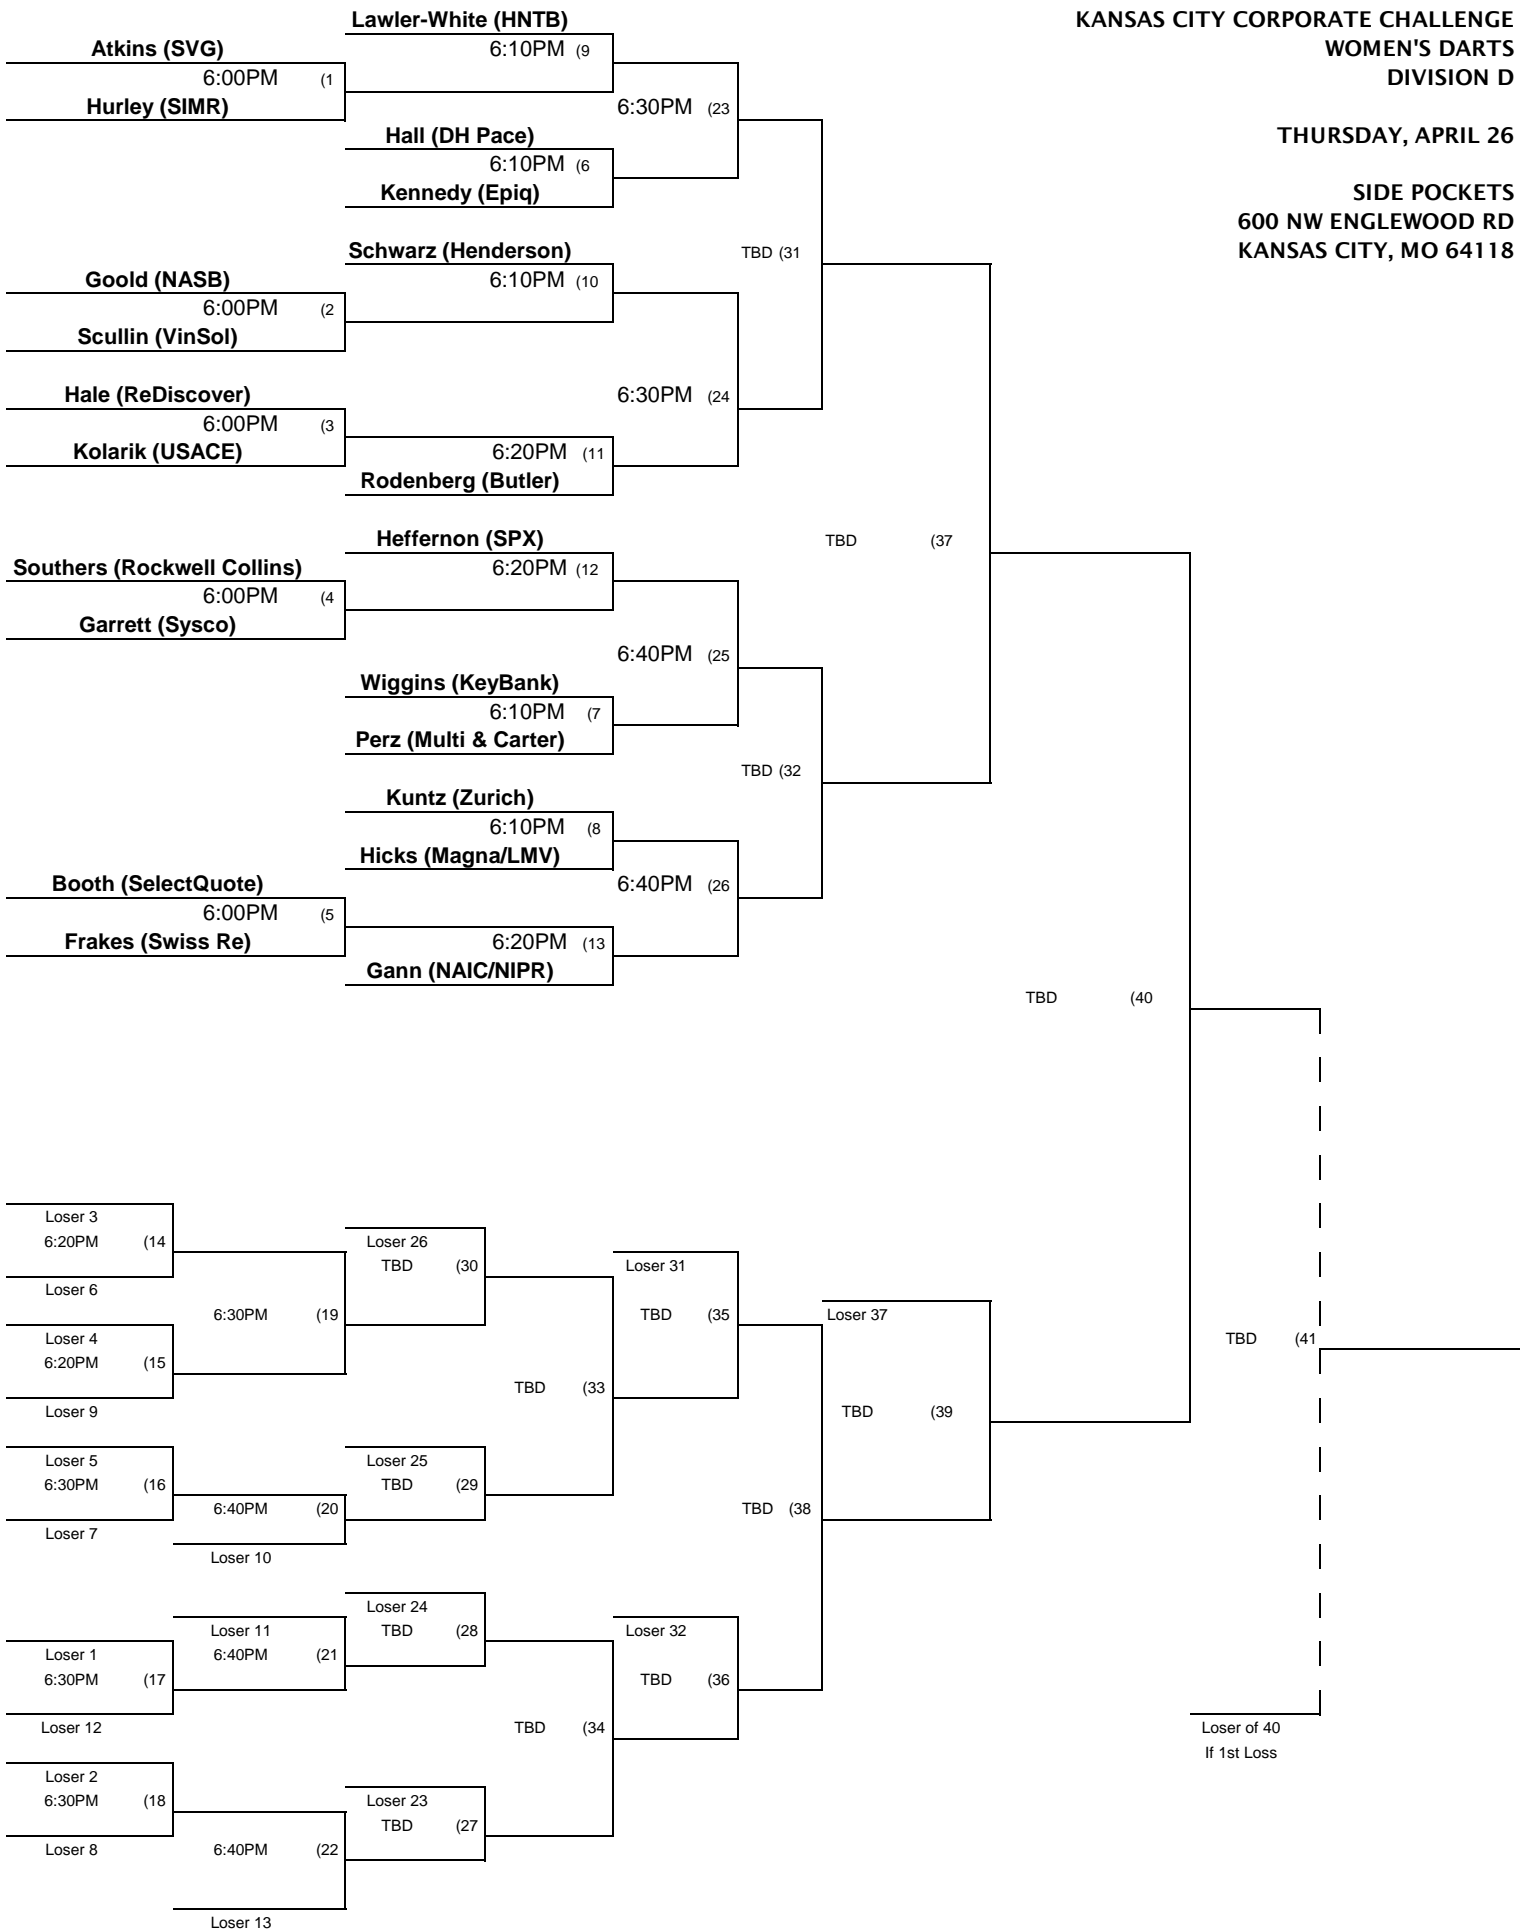 Lawler-White (HNTB)
KANSAS CITY CORPORATE CHALLENGE
Atkins (SVG)
6:10PM (9
WOMEN'S DARTS
6:00PM (1
DIVISION D
Hurley (SIMR)
6:30PM (23
Hall (DH Pace)
THURSDAY, APRIL 26
6:10PM (6
Kennedy (Epiq)
SIDE POCKETS
600 NW ENGLEWOOD RD
Schwarz (Henderson)
TBD (31
KANSAS CITY, MO 64118
Goold (NASB)
6:10PM (10
6:00PM (2
Scullin (VinSol)
Hale (ReDiscover)
6:30PM (24
6:00PM (3
Kolarik (USACE)
6:20PM (11
Rodenberg (Butler)
Heffernon (SPX)
TBD (37
Southers (Rockwell Collins)
6:20PM (12
6:00PM (4
Garrett (Sysco)
6:40PM (25
Wiggins (KeyBank)
6:10PM (7
Perz (Multi & Carter)
TBD (32
Kuntz (Zurich)
6:10PM (8
Hicks (Magna/LMV)
Booth (SelectQuote)
6:40PM (26
6:00PM (5
Frakes (Swiss Re)
6:20PM (13
Gann (NAIC/NIPR)
TBD (40
Loser 3
6:20PM (14
Loser 26
TBD (30
Loser 31
Loser 6
6:30PM (19
TBD (35
Loser 37
Loser 4
TBD (41
6:20PM (15
TBD (33
Loser 9
TBD (39
Loser 5
Loser 25
6:30PM (16
TBD (29
6:40PM (20
TBD (38
Loser 7
Loser 10
Loser 24
Loser 11
TBD (28
Loser 32
Loser 1
6:40PM (21
6:30PM (17
TBD (36
Loser 12
TBD (34
Loser of 40
If 1st Loss
Loser 2
6:30PM (18
Loser 23
TBD (27
Loser 8
6:40PM (22
Loser 13